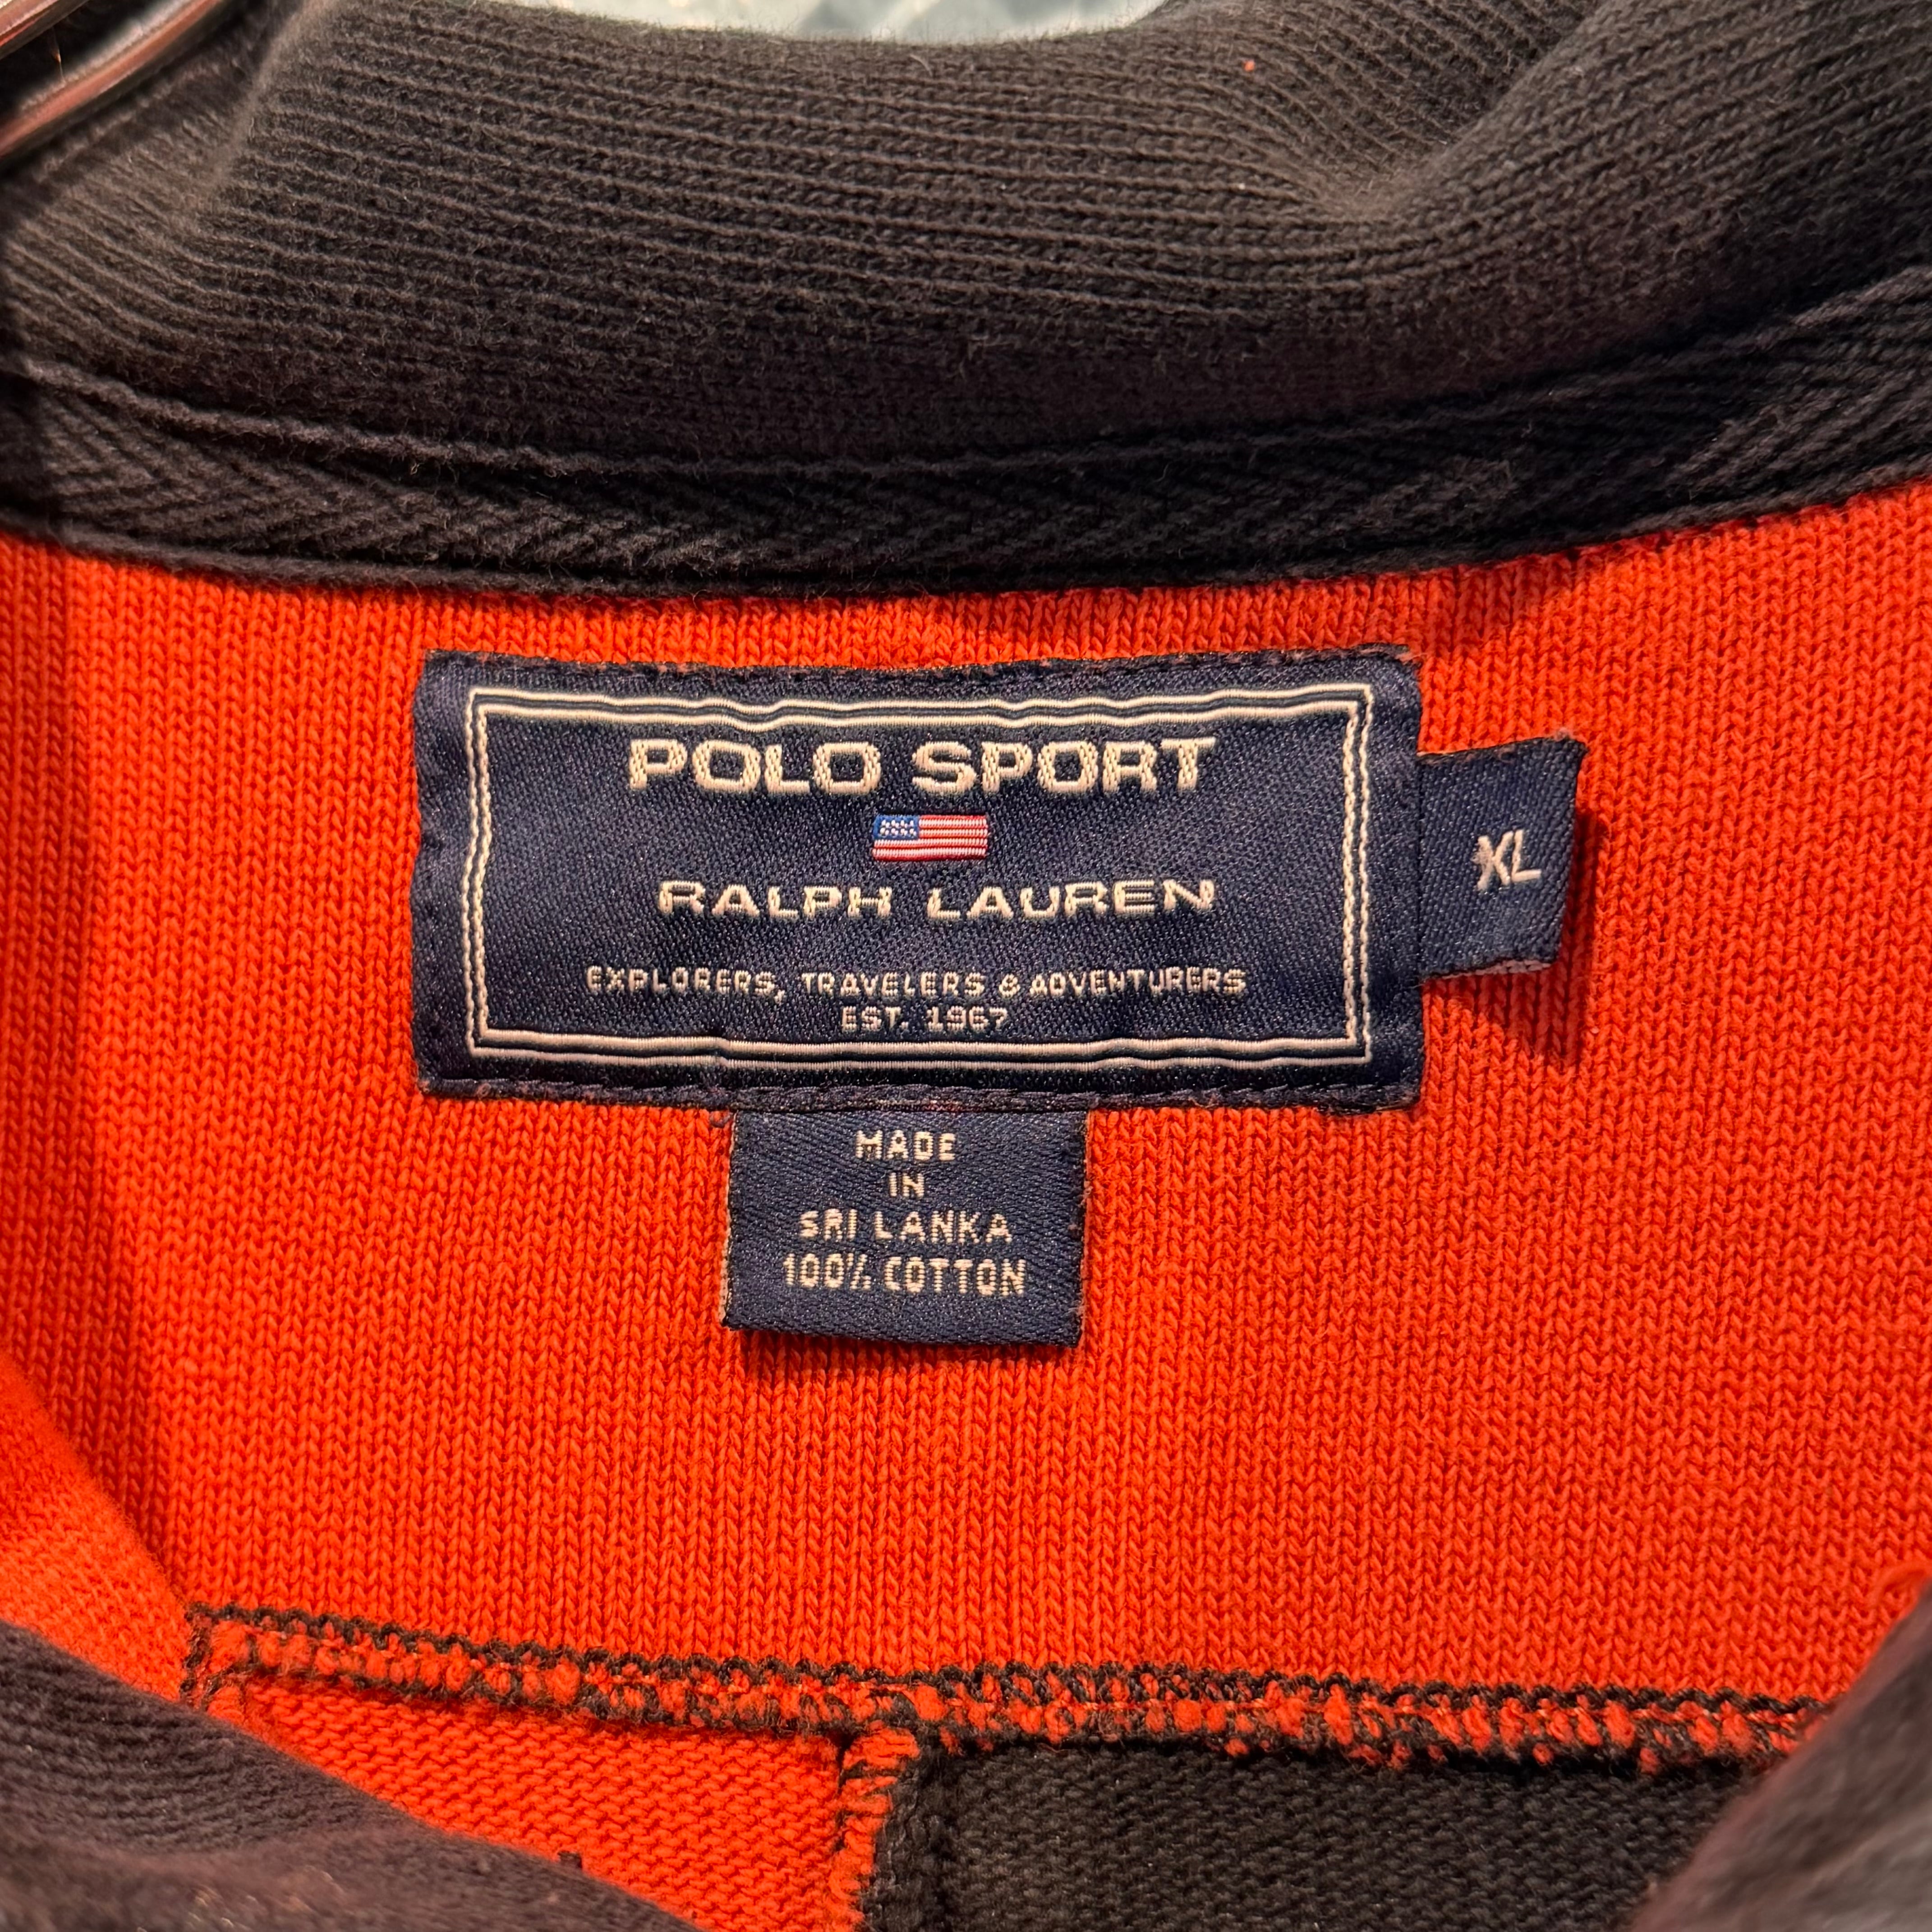 POLO SPORT
RALPH LAUREN
EXPLORERS, TRAVELERS & ADVENTURERS
EST. 1967
XL
MADE
IN
SRI LANKA
100% COTTON